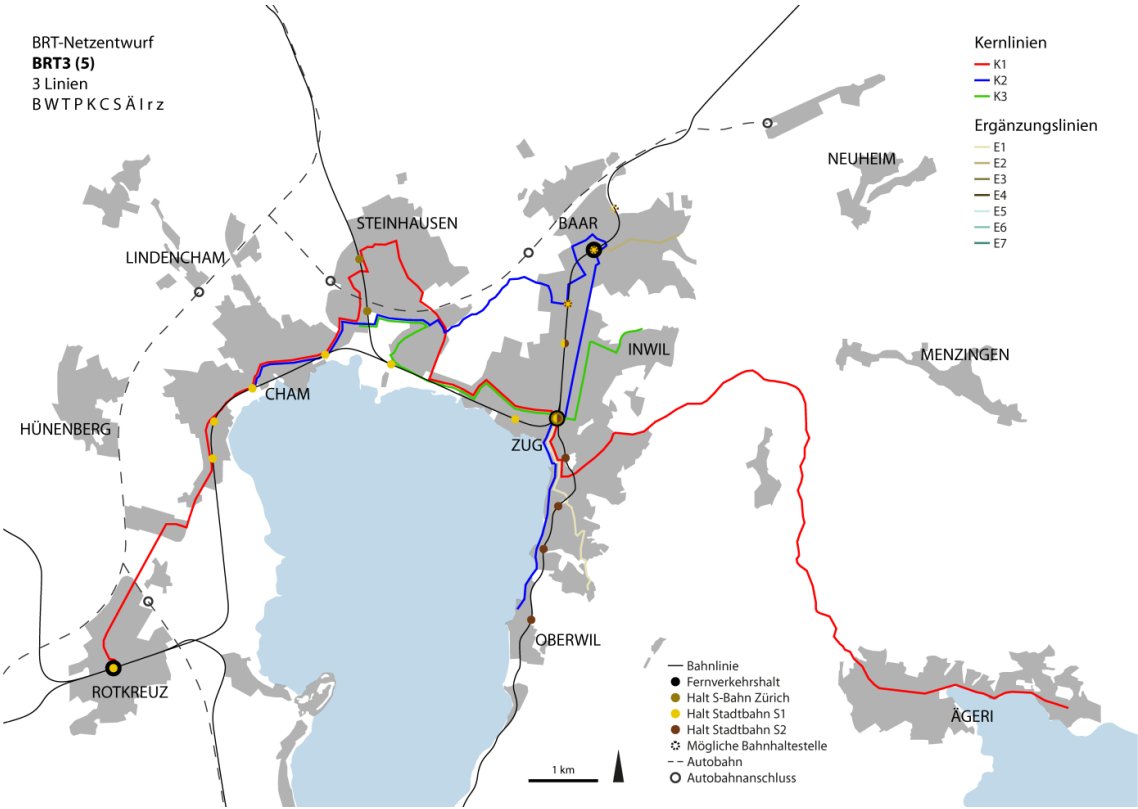 BRT-Netzentwurf
BRT3 (5)
3 Linien
B W T P K C S Ä I r z
Kernlinien
K1
K2
K3
Ergänzungslinien
E1
E2
E3
E4
E5
E6
E7
NEUHEIM
STEINHAUSEN
BAAR
LINDENCHAM
INWIL
MENZINGEN
CHAM
HÜNENBERG
ZUG
OBERWIL
ROTKREUZ
ÄGERI
Bahnlinie
Fernverkehrshalt
Halt S-Bahn Zürich
Halt Stadtbahn S1
Halt Stadtbahn S2
Mögliche Bahnhaltestelle
Autobahn
Autobahnanschluss
1 km